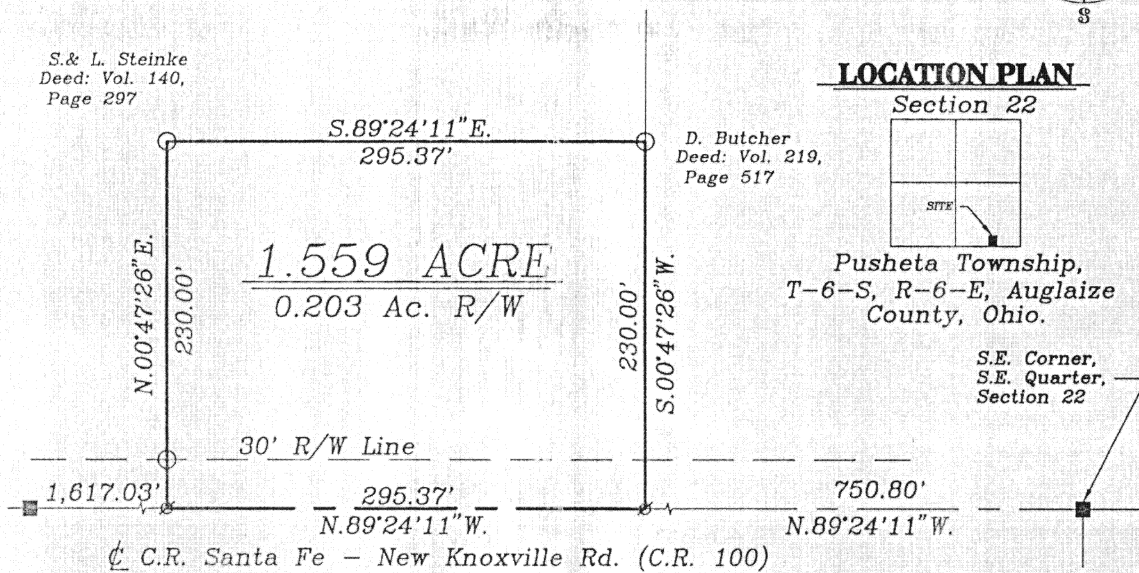 S
S.& L. Steinke
Deed: Vol. 140,
Page 297
S.89°24'11"E.
295.37'
D. Butcher
Deed: Vol. 219,
Page 517
LOCATION PLAN
Section 22
SITE
Pusheta Township,
T-6-S, R-6-E, Auglaize
County, Ohio.
N.00°47'26"E.
230.00'
1.559 ACRE
0.203 Ac. R/W
230.00'
S.00°47'26"W.
S.E. Corner,
S.E. Quarter,
Section 22
30' R/W Line
1,617.03'
295.37'
N.89°24'11"W.
750.80'
N.89°24'11"W.
℄ C.R. Santa Fe - New Knoxville Rd. (C.R. 100)